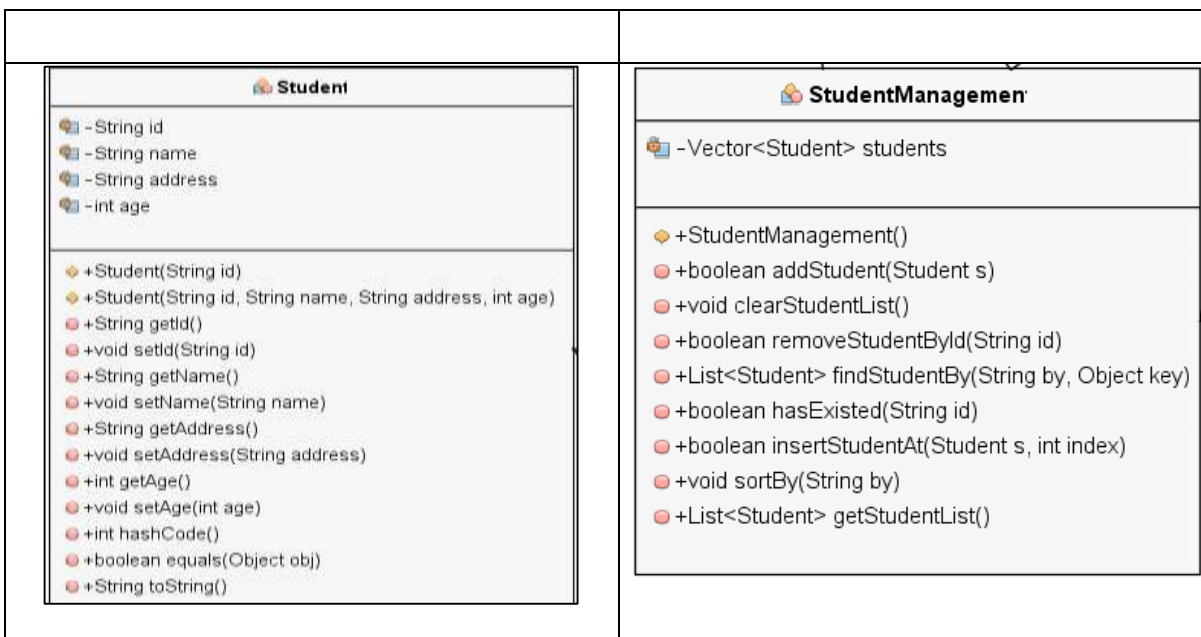 Student
-String id
-String name
-String address
-int age
+Student(String id)
+Student(String id, String name, String address, int age)
+String getId()
+void setId(String id)
+String getName()
+void setName(String name)
+String getAddress()
+void setAddress(String address)
+int getAge()
+void setAge(int age)
+int hashCode()
+boolean equals(Object obj)
+String toString()
StudentManagemen
-Vector<Student> students
+StudentManagement()
+boolean addStudent(Student s)
+void clearStudentList()
+boolean removeStudentById(String id)
+List<Student> findStudentBy(String by, Object key)
+boolean hasExisted(String id)
+boolean insertStudentAt(Student s, int index)
+void sortBy(String by)
+List<Student> getStudentList()